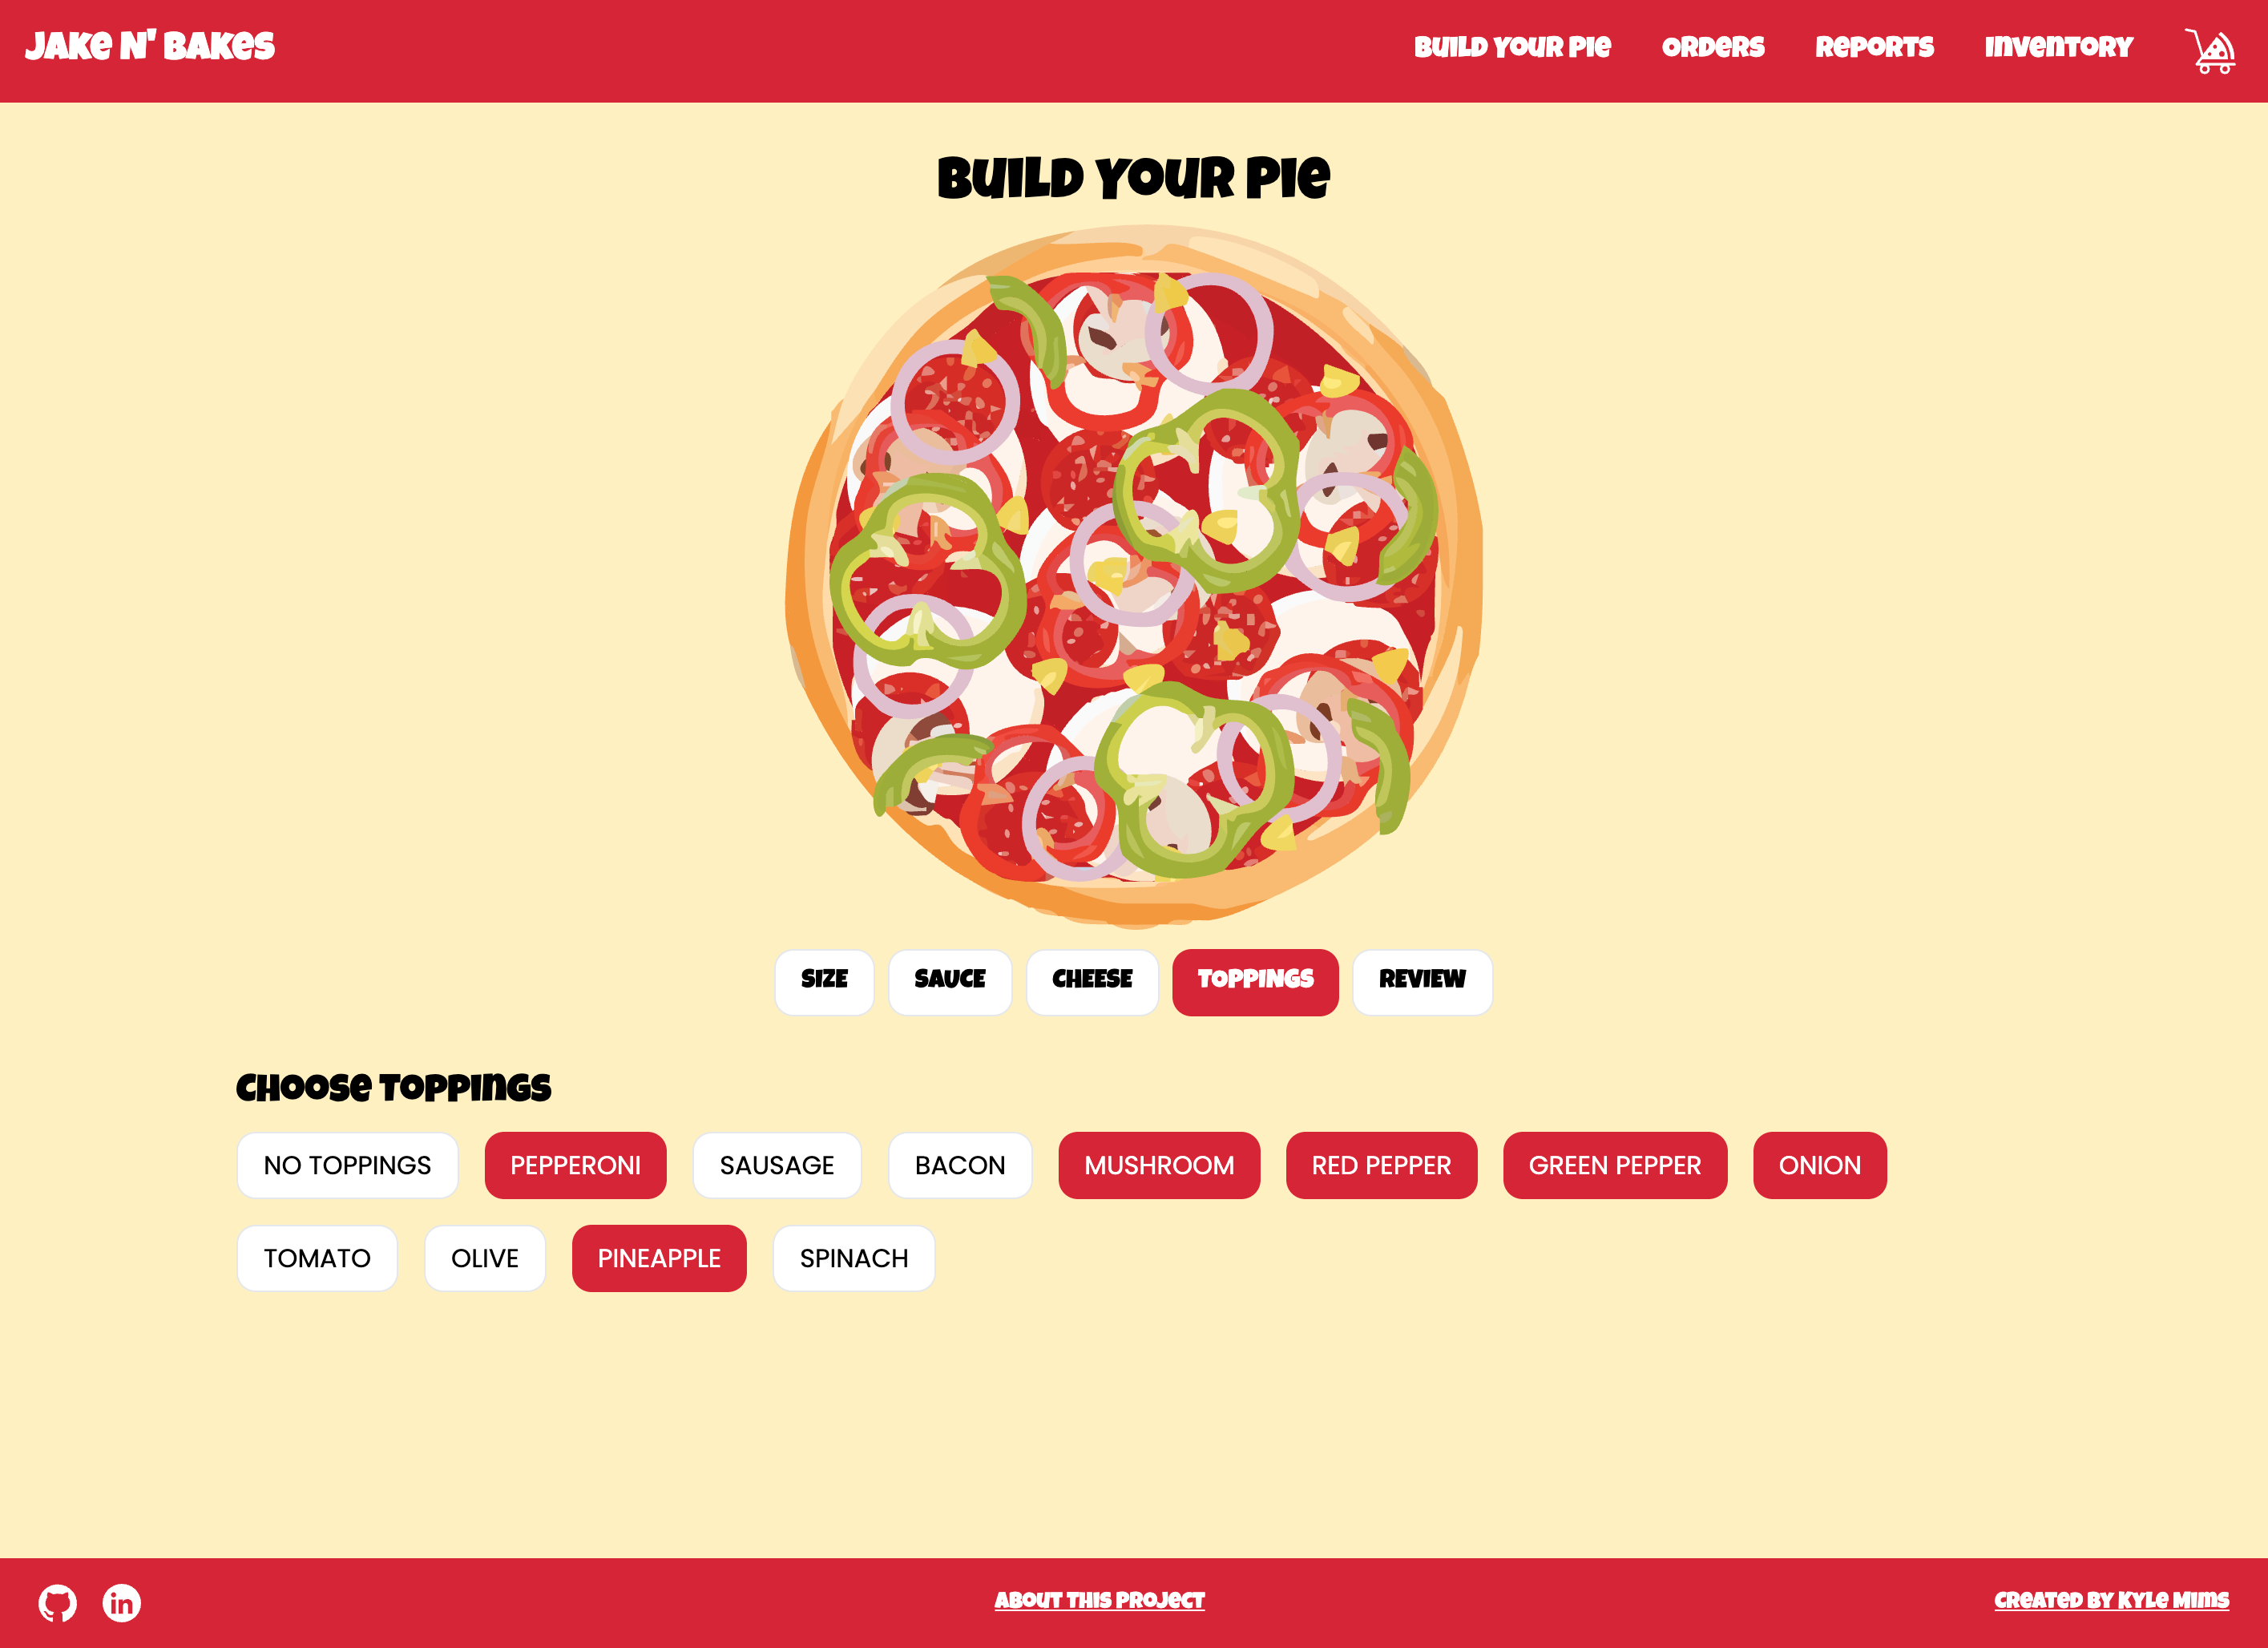 Jake N' Bakes
Build Your Pie Orders Reports Inventory
Build Your Pie
SIZE SAUCE CHEESE TOPPINGS REVIEW
Choose Toppings
NO TOPPINGS PEPPERONI SAUSAGE BACON MUSHROOM RED PEPPER GREEN PEPPER ONION
TOMATO OLIVE PINEAPPLE SPINACH
in About this project Created by Kyle Mims